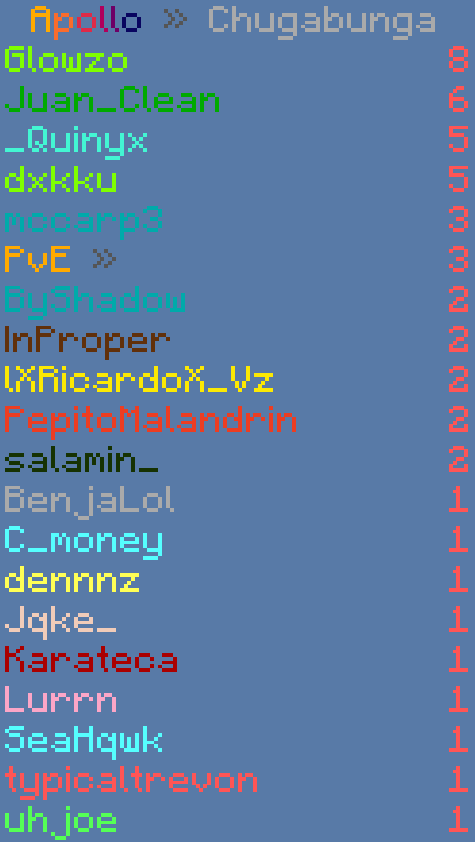 Apollo » Chugabunga
Glowzo 8
Juan_Clean 6
_Quinyx 5
dxkku 5
mocarp3 3
PvE » 3
ByShadow 2
InProper 2
lXRicardoX_Vz 2
PepitoMalandrin 2
salamin_ 2
BenjaLol 1
C_money 1
dennnz 1
Jqke_ 1
Karateca 1
Lurrn 1
SeaHqwk 1
typicaltrevon 1
uhjoe 1